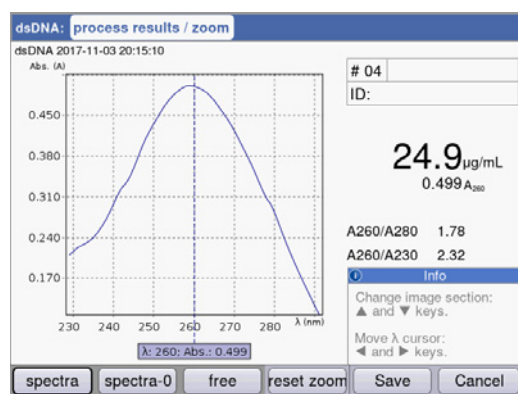 dsDNA: process results / zoom
dsDNA 2017-11-03 20:15:10
Abs. (A)
0.450
0.380
0.310
0.240
0.170
230 240 250 260 270 280 λ (nm)
λ: 260; Abs.: 0.499
# 04
ID:
24.9 µg/mL
0.499 A260
A260/A280 1.78
A260/A230 2.32
Info
Change image section:
▲ and ▼ keys.
Move λ cursor:
◀ and ▶ keys.
spectra spectra-0 free reset zoom Save Cancel